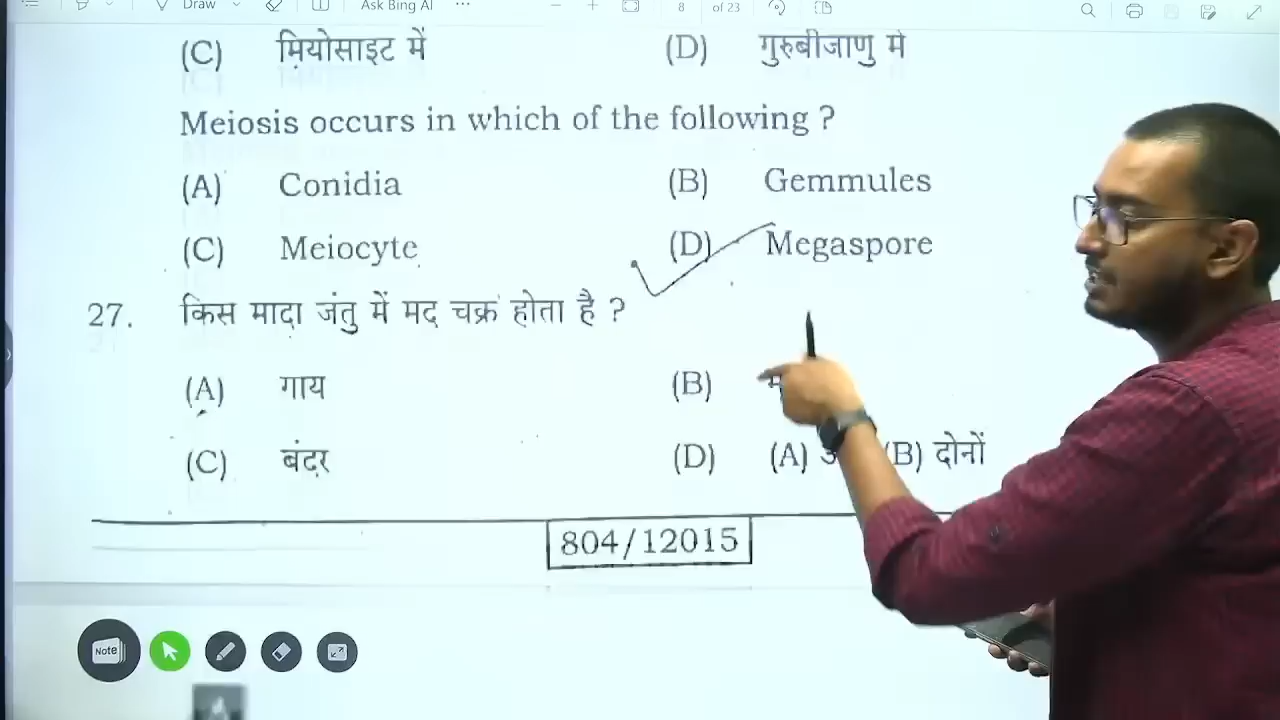 Draw Ask Bing AI 8 of 23
(C) मियोसाइट में (D) गुरुबीजाणु में
Meiosis occurs in which of the following ?
(A) Conidia (B) Gemmules
(C) Meiocyte (D) Megaspore
27. किस मादा जंतु में मद चक्र होता है ?
(A) गाय (B)
(C) बंदर (D) (A) (B) दोनों
804/12015
Note